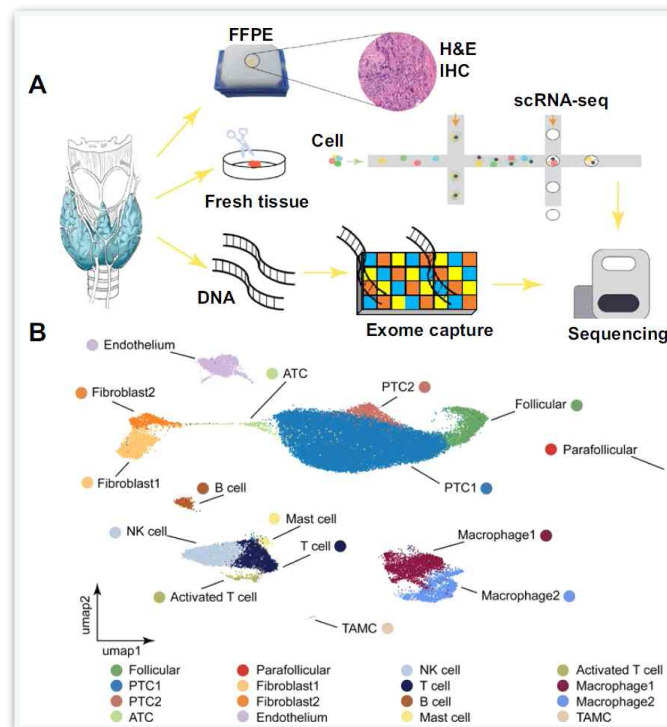 FFPE
H&E
IHC
A
scRNA-seq
Cell
Fresh tissue
DNA
Exome capture
Sequencing
B
Endothelium
ATC
Fibroblast2
PTC2
Follicular
Parafollicular
Fibroblast1
B cell
PTC1
NK cell
Mast cell
T cell
Macrophage1
Activated T cell
Macrophage2
TAMC
umap2
umap1
Follicular
Parafollicular
NK cell
Activated T cell
PTC1
Fibroblast1
T cell
Macrophage1
PTC2
Fibroblast2
B cell
Macrophage2
ATC
Endothelium
Mast cell
TAMC